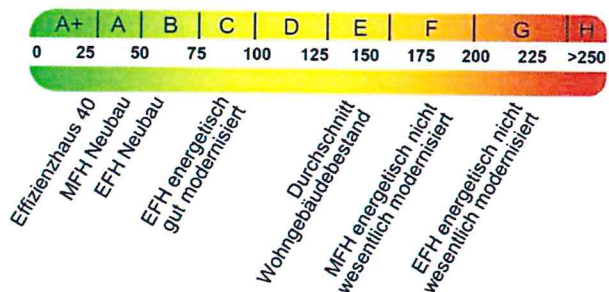 A+ A B C D E F G H
0 25 50 75 100 125 150 175 200 225 >250
Effizienzhaus 40
MFH Neubau
EFH Neubau
EFH energetisch
gut modernisiert
Durchschnitt
Wohngebäudebestand
MFH energetisch nicht
wesentlich modernisiert
EFH energetisch nicht
wesentlich modernisiert